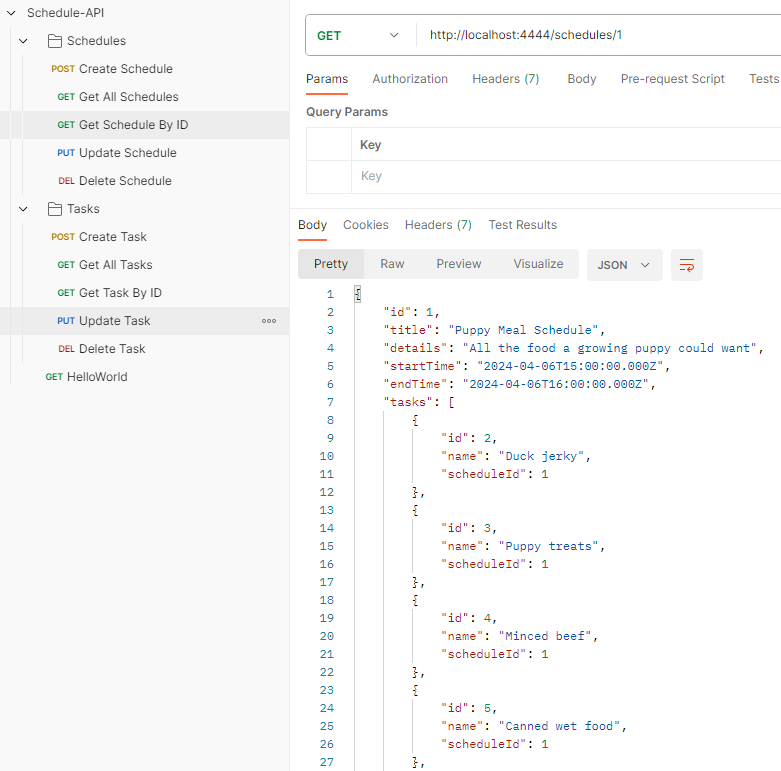 Schedule-API
Schedules
POST Create Schedule
GET Get All Schedules
GET Get Schedule By ID
PUT Update Schedule
DEL Delete Schedule
Tasks
POST Create Task
GET Get All Tasks
GET Get Task By ID
PUT Update Task
DEL Delete Task
GET HelloWorld
GET http://localhost:4444/schedules/1
Params Authorization Headers (7) Body Pre-request Script Tests
Query Params
Key
Key
Body Cookies Headers (7) Test Results
Pretty Raw Preview Visualize JSON
1 {
2 "id": 1,
3 "title": "Puppy Meal Schedule",
4 "details": "All the food a growing puppy could want",
5 "startTime": "2024-04-06T15:00:00.000Z",
6 "endTime": "2024-04-06T16:00:00.000Z",
7 "tasks": [
8 {
9 "id": 2,
10 "name": "Duck jerky",
11 "scheduleId": 1
12 },
13 {
14 "id": 3,
15 "name": "Puppy treats",
16 "scheduleId": 1
17 },
18 {
19 "id": 4,
20 "name": "Minced beef",
21 "scheduleId": 1
22 },
23 {
24 "id": 5,
25 "name": "Canned wet food",
26 "scheduleId": 1
27 },